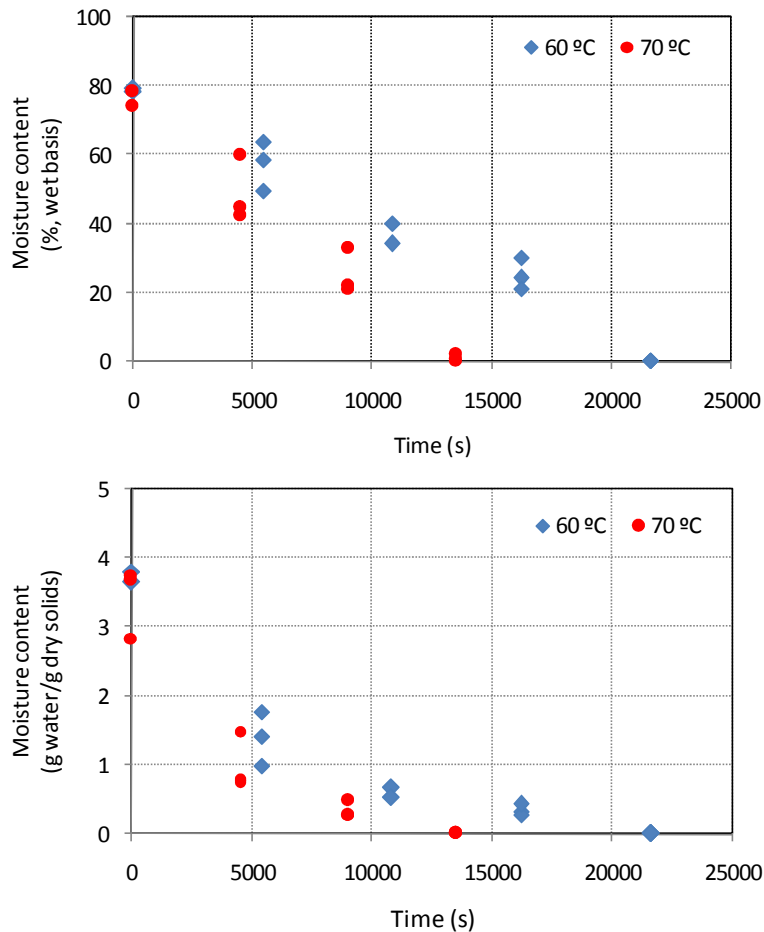 100
80
60
40
20
0
Moisture content
(%, wet basis)
60 ºC
70 ºC
0 5000 10000 15000 20000 25000
Time (s)
5
4
3
2
1
0
Moisture content
(g water/g dry solids)
60 ºC
70 ºC
0 5000 10000 15000 20000 25000
Time (s)